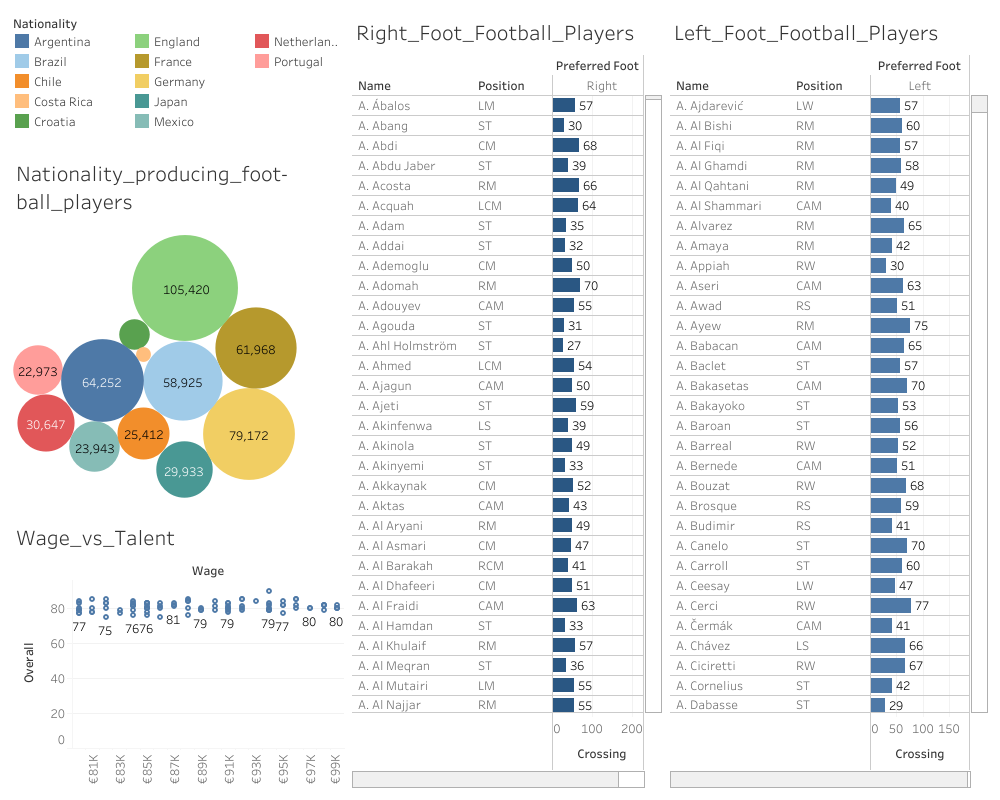 Nationality
Argentina
Brazil
Chile
Costa Rica
Croatia
England
France
Germany
Japan
Mexico
Netherlan..
Portugal
Nationality_producing_foot-
ball_players
105,420
61,968
22,973
64,252
58,925
30,647
25,412
79,172
23,943
29,933
Wage_vs_Talent
Wage
Overall
80
60
40
20
0
77 75 7676 81 79 79 7977 80 80
€81K €83K €85K €87K €89K €91K €93K €95K €97K €99K
Right_Foot_Football_Players
Preferred Foot
Name Position Right
A. Ábalos LM 57
A. Abang ST 30
A. Abdi CM 68
A. Abdu Jaber ST 39
A. Acosta RM 66
A. Acquah LCM 64
A. Adam ST 35
A. Addai ST 32
A. Ademoglu CM 50
A. Adomah RM 70
A. Adouyev CAM 55
A. Agouda ST 31
A. Ahl Holmström ST 27
A. Ahmed LCM 54
A. Ajagun CAM 50
A. Ajeti ST 59
A. Akinfenwa LS 39
A. Akinola ST 49
A. Akinyemi ST 33
A. Akkaynak CM 52
A. Aktas CAM 43
A. Al Aryani RM 49
A. Al Asmari CM 47
A. Al Barakah RCM 41
A. Al Dhafeeri CM 51
A. Al Fraidi CAM 63
A. Al Hamdan ST 33
A. Al Khulaif RM 57
A. Al Meqran ST 36
A. Al Mutairi LM 55
A. Al Najjar RM 55
0 100 200
Crossing
Left_Foot_Football_Players
Preferred Foot
Name Position Left
A. Ajdarević LW 57
A. Al Bishi RM 60
A. Al Fiqi RM 57
A. Al Ghamdi RM 58
A. Al Qahtani RM 49
A. Al Shammari CAM 40
A. Alvarez RM 65
A. Amaya RM 42
A. Appiah RW 30
A. Aseri CAM 63
A. Awad RS 51
A. Ayew RM 75
A. Babacan CAM 65
A. Baclet ST 57
A. Bakasetas CAM 70
A. Bakayoko ST 53
A. Baroan ST 56
A. Barreal RW 52
A. Bernede CAM 51
A. Bouzat RW 68
A. Brosque RS 59
A. Budimir RS 41
A. Canelo ST 70
A. Carroll ST 60
A. Ceesay LW 47
A. Cerci RW 77
A. Čermák CAM 41
A. Chávez LS 66
A. Ciciretti RW 67
A. Cornelius ST 42
A. Dabasse ST 29
0 50 100 150
Crossing